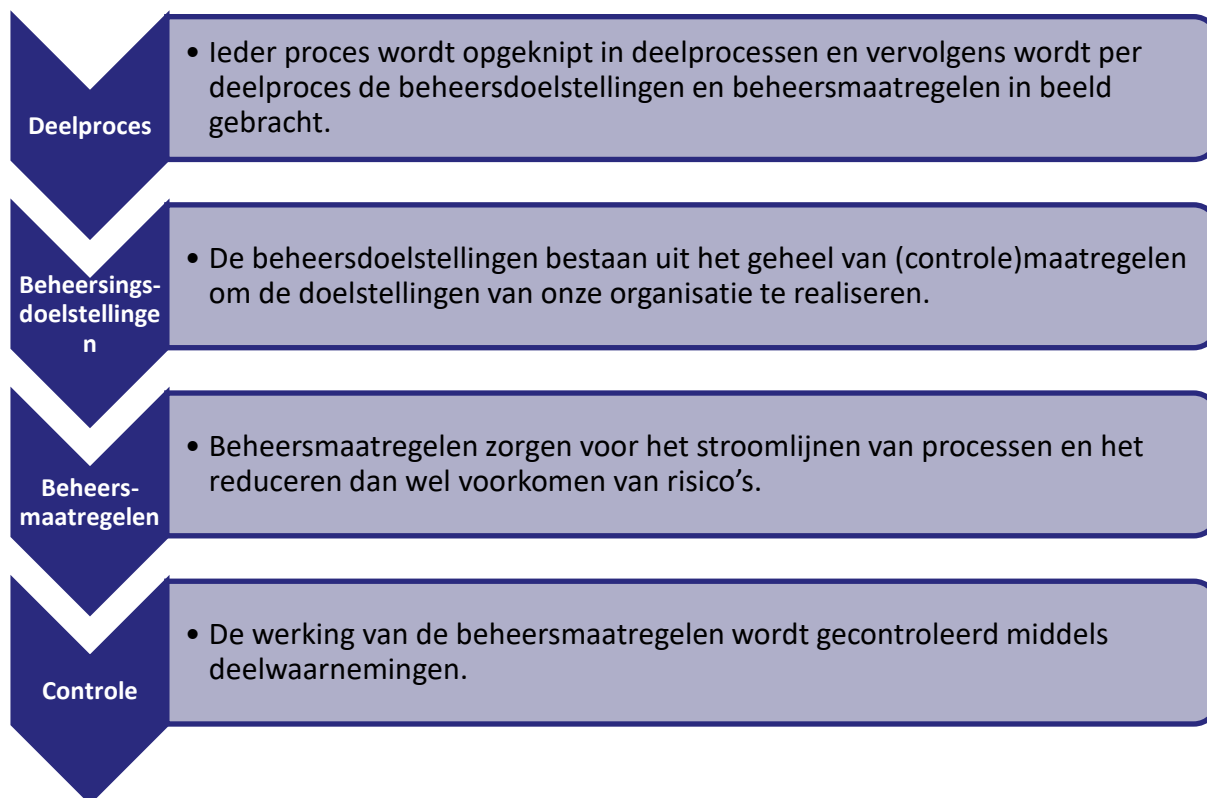 Deelproces
• Ieder proces wordt opgeknipt in deelprocessen en vervolgens wordt per
deelproces de beheersdoelstellingen en beheersmaatregelen in beeld
gebracht.
Beheersings-
doelstellinge
n
• De beheersdoelstellingen bestaan uit het geheel van (controle)maatregelen
om de doelstellingen van onze organisatie te realiseren.
Beheers-
maatregelen
• Beheersmaatregelen zorgen voor het stroomlijnen van processen en het
reduceren dan wel voorkomen van risico’s.
Controle
• De werking van de beheersmaatregelen wordt gecontroleerd middels
deelwaarnemingen.